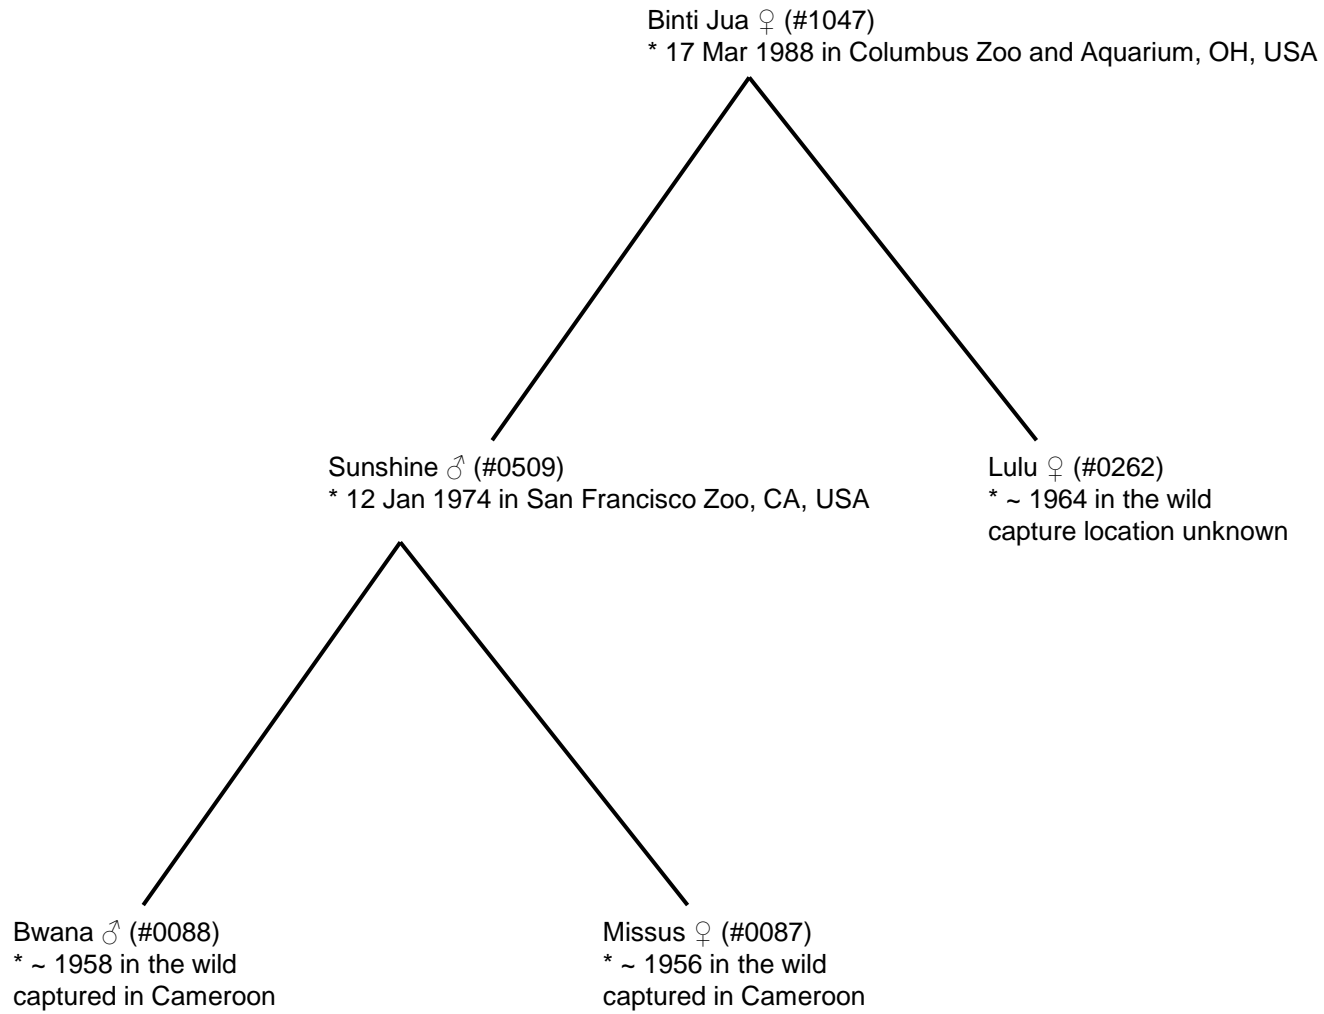 Binti Jua ♀ (#1047)
* 17 Mar 1988 in Columbus Zoo and Aquarium, OH, USA
Sunshine ♂ (#0509)
* 12 Jan 1974 in San Francisco Zoo, CA, USA
Lulu ♀ (#0262)
* ~ 1964 in the wild
capture location unknown
Bwana ♂ (#0088)
* ~ 1958 in the wild
captured in Cameroon
Missus ♀ (#0087)
* ~ 1956 in the wild
captured in Cameroon